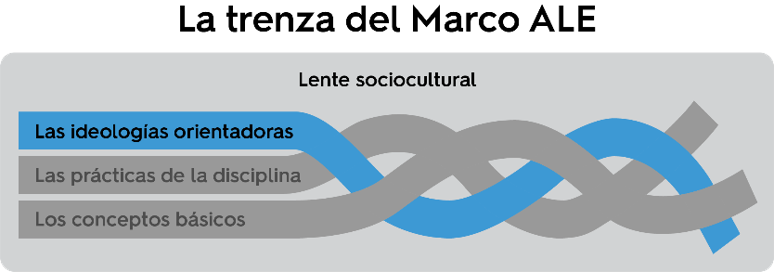 La trenza del Marco ALE
Lente sociocultural
Las ideologías orientadoras
Las prácticas de la disciplina
Los conceptos básicos